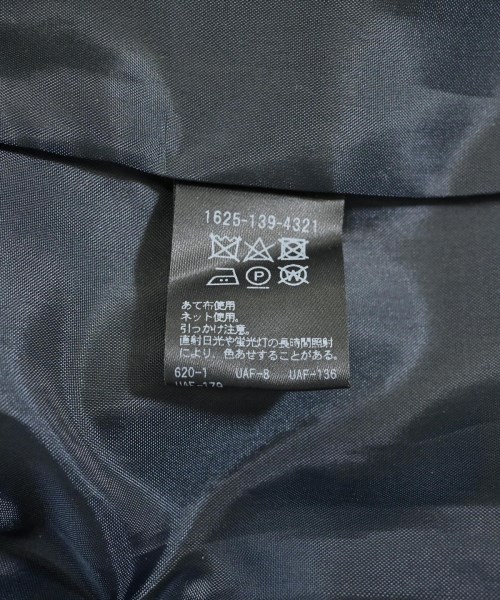 1625-139-4321
P W
あて布使用
ネット使用。
引っかけ注意。
直射日光や蛍光灯の長時間照射
により、色あせすることがある。
620-1 UAF-8 UAF-136
UAF-179